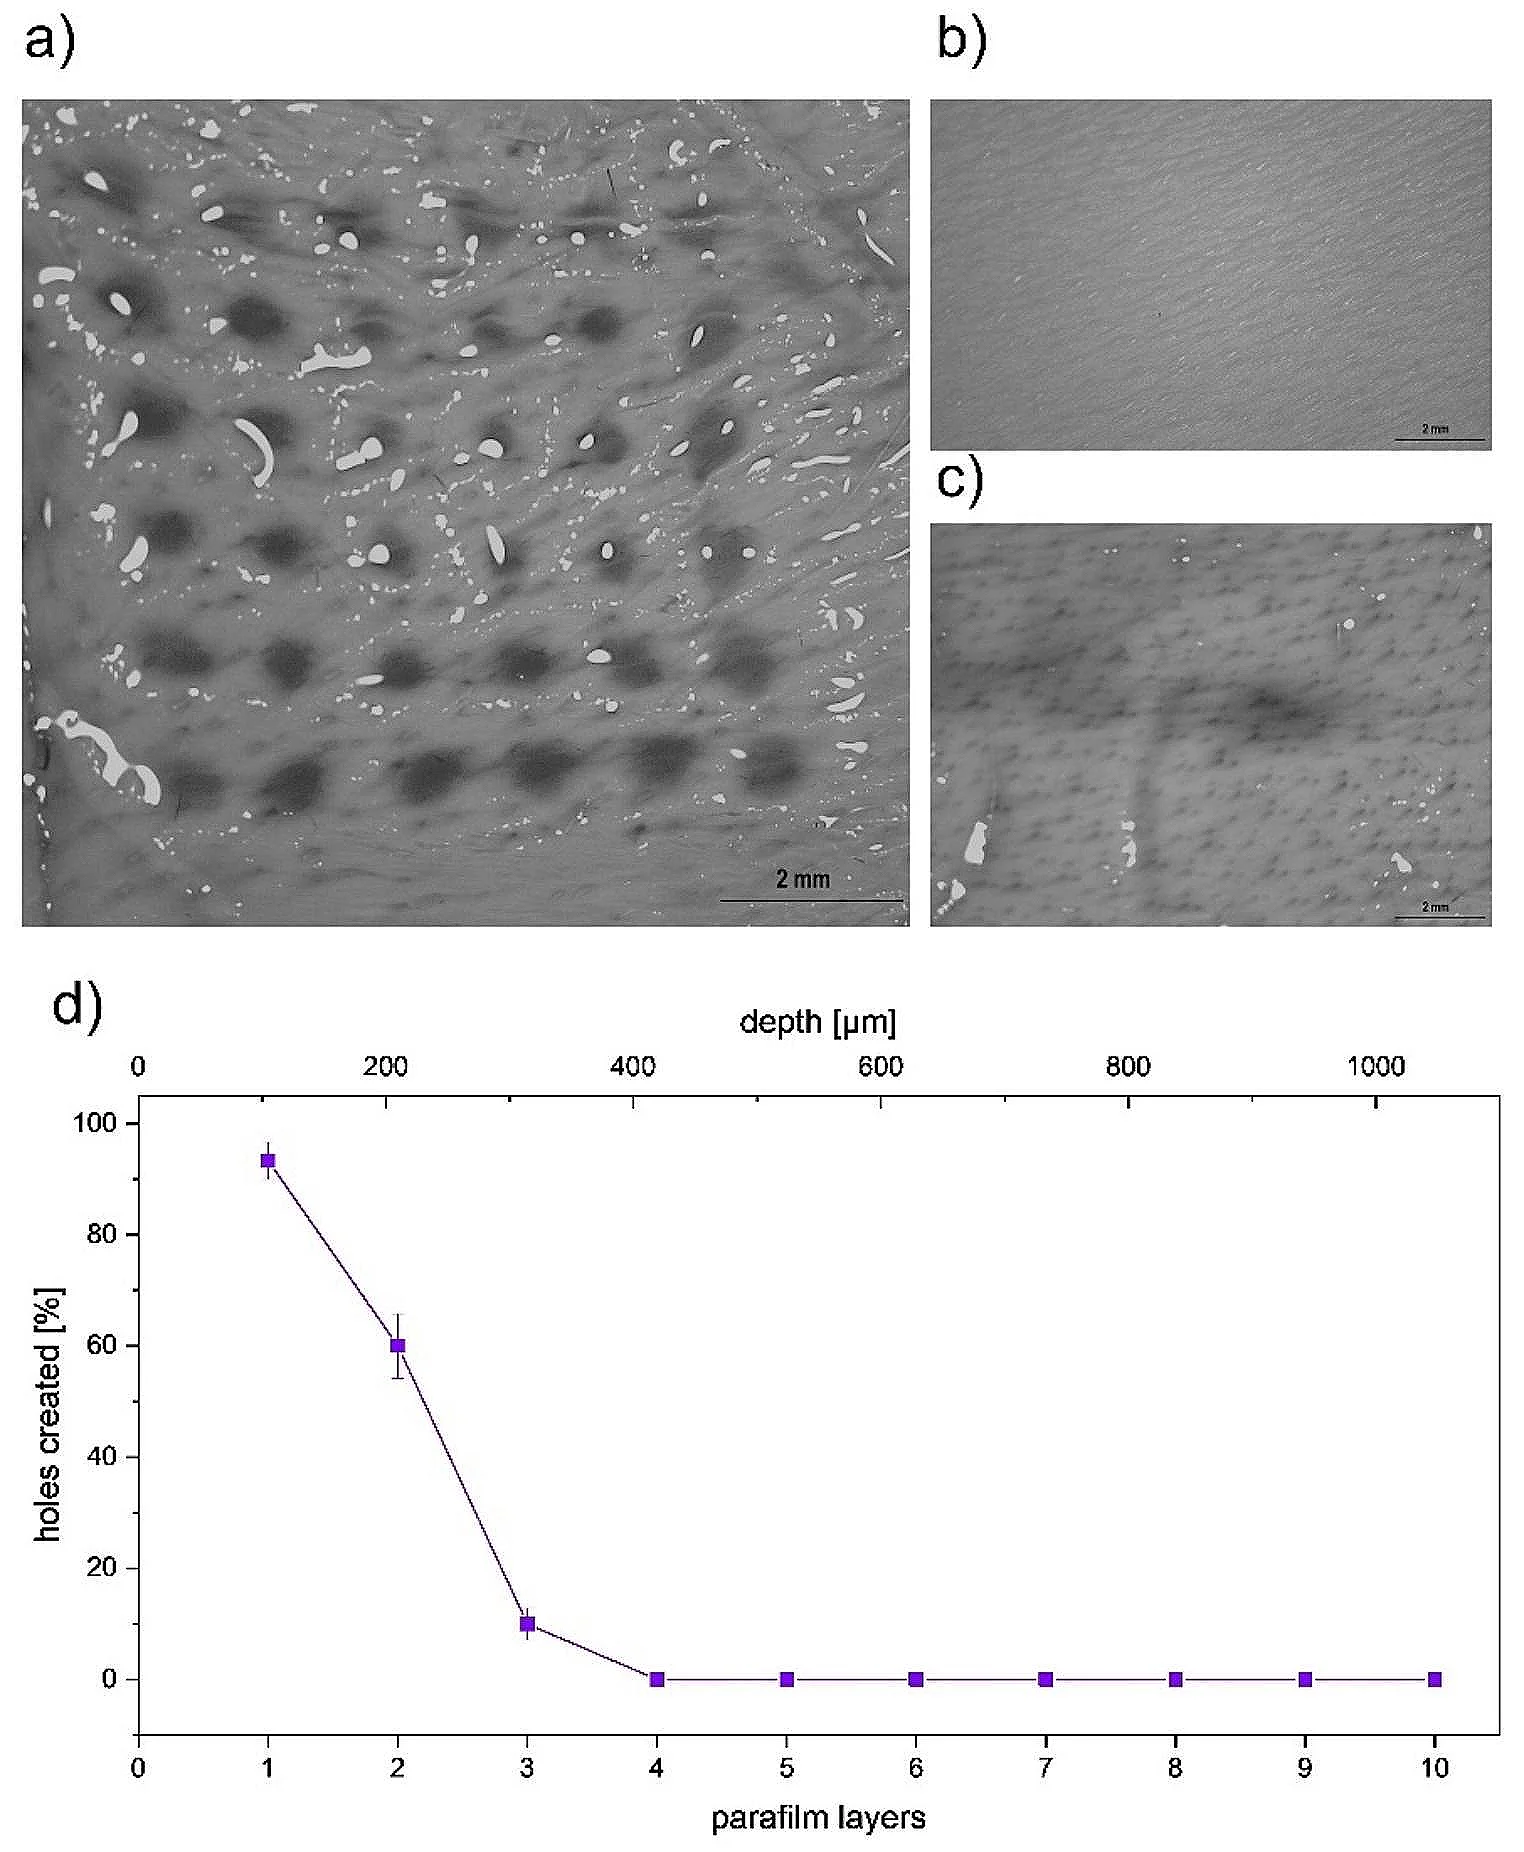 a)
b)
2 mm
2 mm
c)
2 mm
d)
depth [µm]
0 200 400 600 800 1000
100
80
60
40
20
0
holes created [%]
0 1 2 3 4 5 6 7 8 9 10
parafilm layers